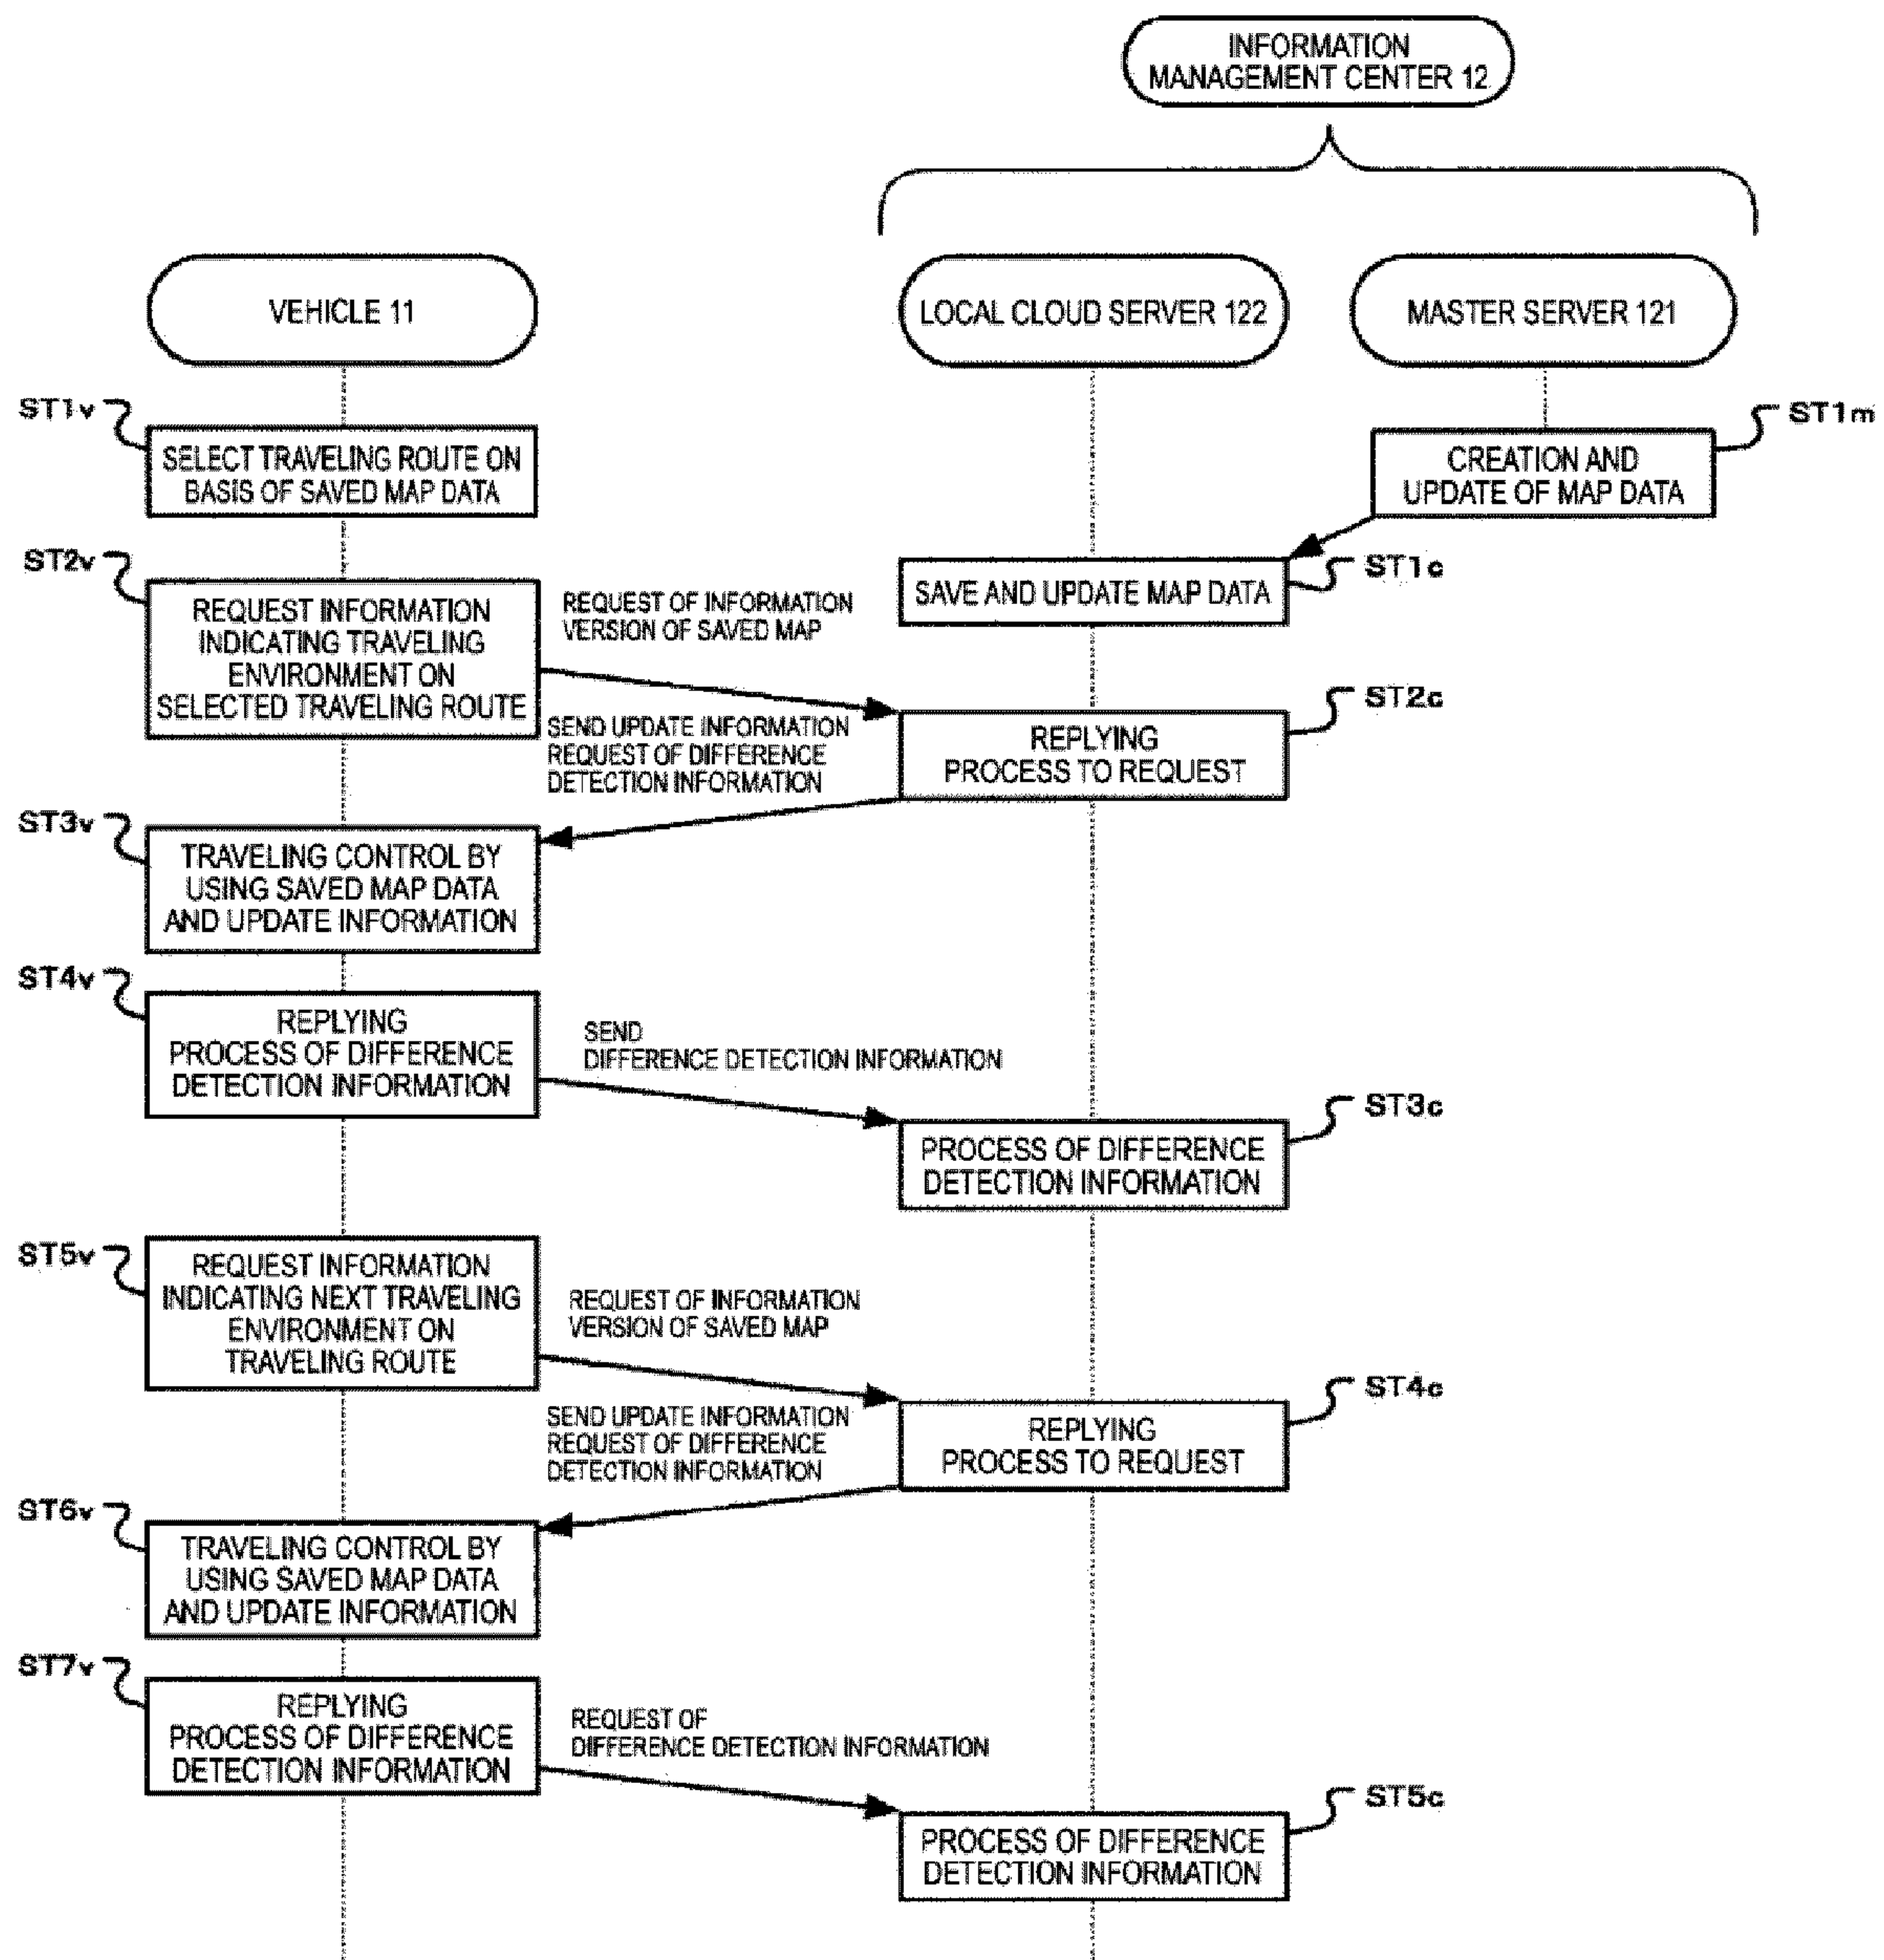 INFORMATION
MANAGEMENT CENTER 12
VEHICLE 11
LOCAL CLOUD SERVER 122
MASTER SERVER 121
ST1v
SELECT TRAVELING ROUTE ON
BASIS OF SAVED MAP DATA
ST1m
CREATION AND
UPDATE OF MAP DATA
ST1c
SAVE AND UPDATE MAP DATA
ST2v
REQUEST INFORMATION
INDICATING TRAVELING
ENVIRONMENT ON
SELECTED TRAVELING ROUTE
REQUEST OF INFORMATION
VERSION OF SAVED MAP
ST2c
REPLYING
PROCESS TO REQUEST
SEND UPDATE INFORMATION
REQUEST OF DIFFERENCE
DETECTION INFORMATION
ST3v
TRAVELING CONTROL BY
USING SAVED MAP DATA
AND UPDATE INFORMATION
ST4v
REPLYING
PROCESS OF DIFFERENCE
DETECTION INFORMATION
SEND
DIFFERENCE DETECTION INFORMATION
ST3c
PROCESS OF DIFFERENCE
DETECTION INFORMATION
ST5v
REQUEST INFORMATION
INDICATING NEXT TRAVELING
ENVIRONMENT ON
TRAVELING ROUTE
REQUEST OF INFORMATION
VERSION OF SAVED MAP
ST4c
REPLYING
PROCESS TO REQUEST
SEND UPDATE INFORMATION
REQUEST OF DIFFERENCE
DETECTION INFORMATION
ST6v
TRAVELING CONTROL BY
USING SAVED MAP DATA
AND UPDATE INFORMATION
ST7v
REPLYING
PROCESS OF DIFFERENCE
DETECTION INFORMATION
REQUEST OF
DIFFERENCE DETECTION INFORMATION
ST5c
PROCESS OF DIFFERENCE
DETECTION INFORMATION